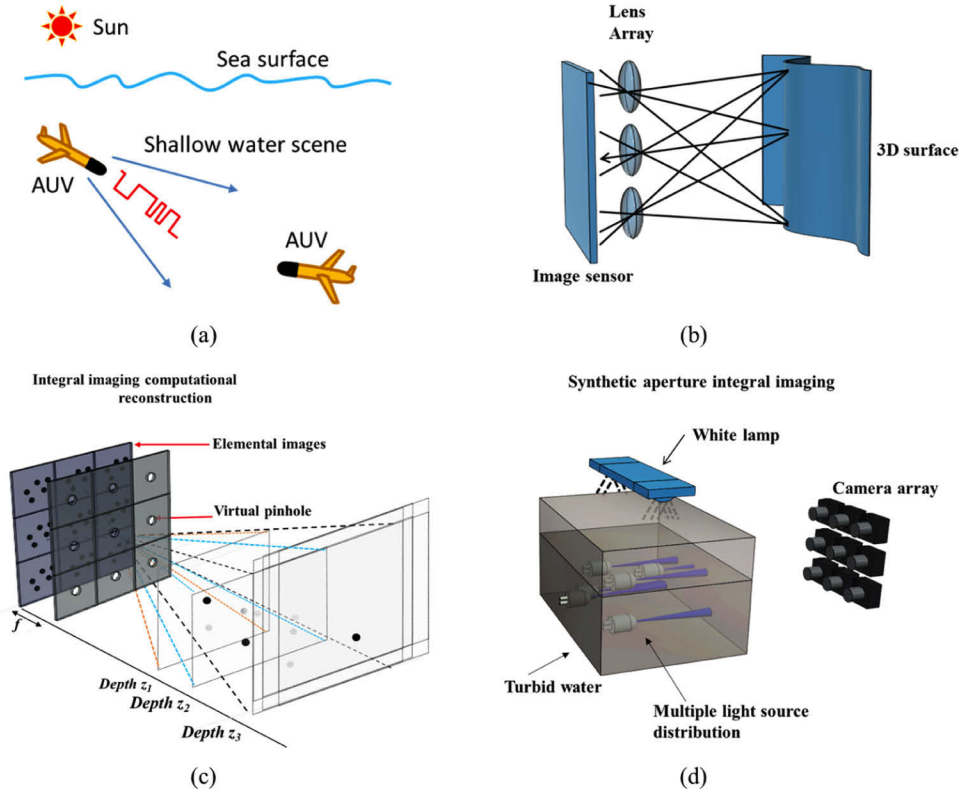 Sun
Sea surface
Shallow water scene
AUV
AUV
(a)
Lens
Array
3D surface
Image sensor
(b)
Integral imaging computational
reconstruction
Elemental images
Virtual pinhole
f
Depth z1
Depth z2
Depth z3
(c)
Synthetic aperture integral imaging
White lamp
Camera array
Turbid water
Multiple light source
distribution
(d)